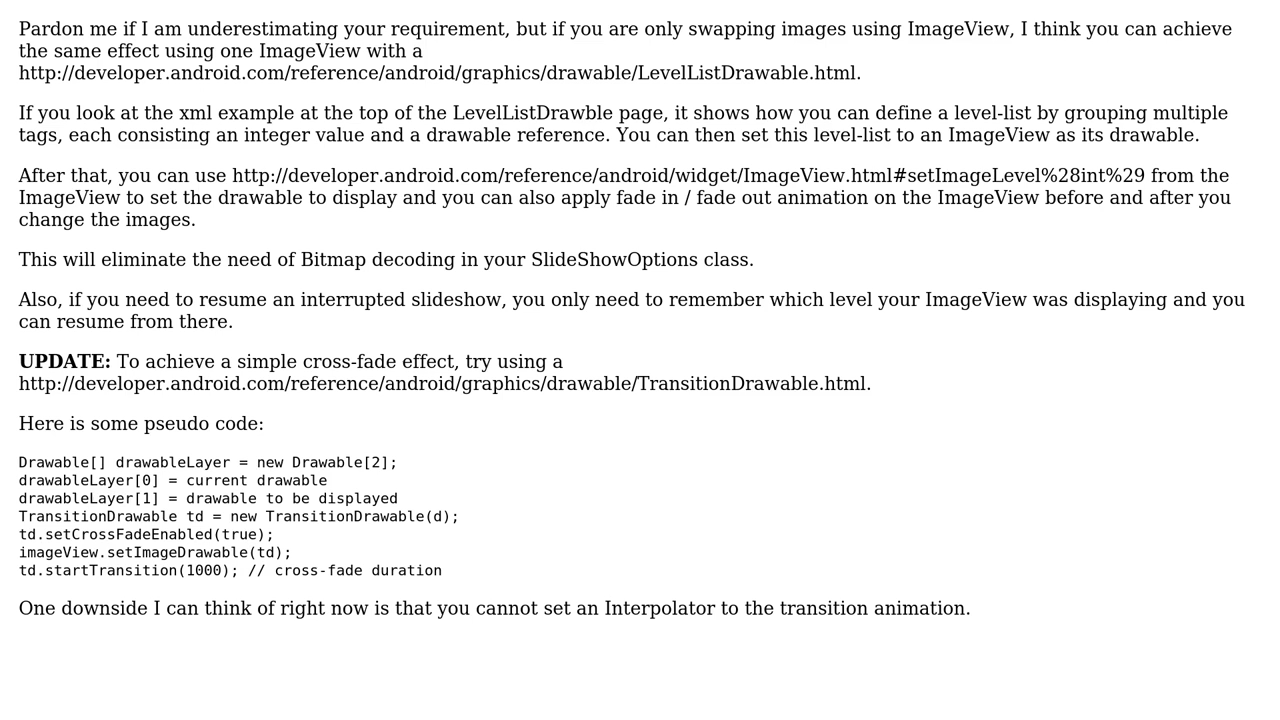 Pardon me if I am underestimating your requirement, but if you are only swapping images using ImageView, I think you can achieve
the same effect using one ImageView with a
http://developer.android.com/reference/android/graphics/drawable/LevelListDrawable.html.
If you look at the xml example at the top of the LevelListDrawble page, it shows how you can define a level-list by grouping multiple
tags, each consisting an integer value and a drawable reference. You can then set this level-list to an ImageView as its drawable.
After that, you can use http://developer.android.com/reference/android/widget/ImageView.html#setImageLevel%28int%29 from the
ImageView to set the drawable to display and you can also apply fade in / fade out animation on the ImageView before and after you
change the images.
This will eliminate the need of Bitmap decoding in your SlideShowOptions class.
Also, if you need to resume an interrupted slideshow, you only need to remember which level your ImageView was displaying and you
can resume from there.
UPDATE: To achieve a simple cross-fade effect, try using a
http://developer.android.com/reference/android/graphics/drawable/TransitionDrawable.html.
Here is some pseudo code:
Drawable[] drawableLayer = new Drawable[2];
drawableLayer[0] = current drawable
drawableLayer[1] = drawable to be displayed
TransitionDrawable td = new TransitionDrawable(d);
td.setCrossFadeEnabled(true);
imageView.setImageDrawable(td);
td.startTransition(1000); // cross-fade duration
One downside I can think of right now is that you cannot set an Interpolator to the transition animation.